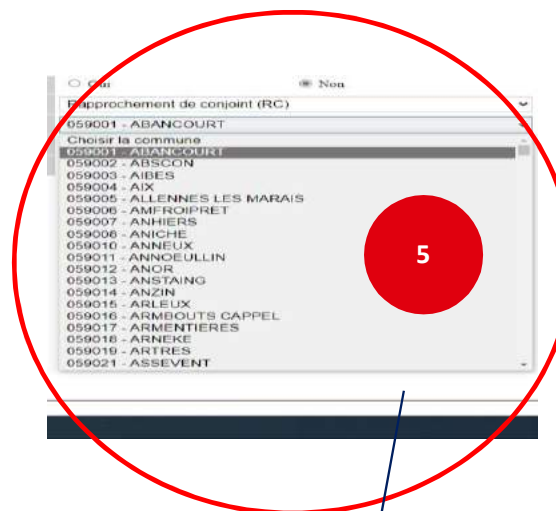 Oui Non
Rapprochement de conjoint (RC)
059001 - ABANCOURT
Choisir la commune
059001 - ABANCOURT
059002 - ABSCON
059003 - AIBES
059004 - AIX
059005 - ALLENNES LES MARAIS
059006 - AMFROIPRET
059007 - ANHIERS
059008 - ANICHE
059010 - ANNEUX
059011 - ANNOEULLIN
059012 - ANOR
059013 - ANSTAING
059014 - ANZIN
059015 - ARLEUX
059016 - ARMBOUTS CAPPEL
059017 - ARMENTIERES
059018 - ARNEKE
059019 - ARTRES
059021 - ASSEVENT
5